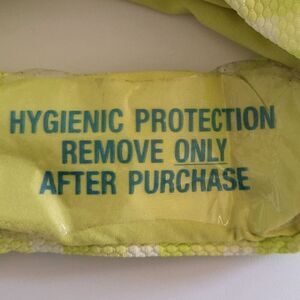 HYGIENIC PROTECTION
REMOVE ONLY
AFTER PURCHASE